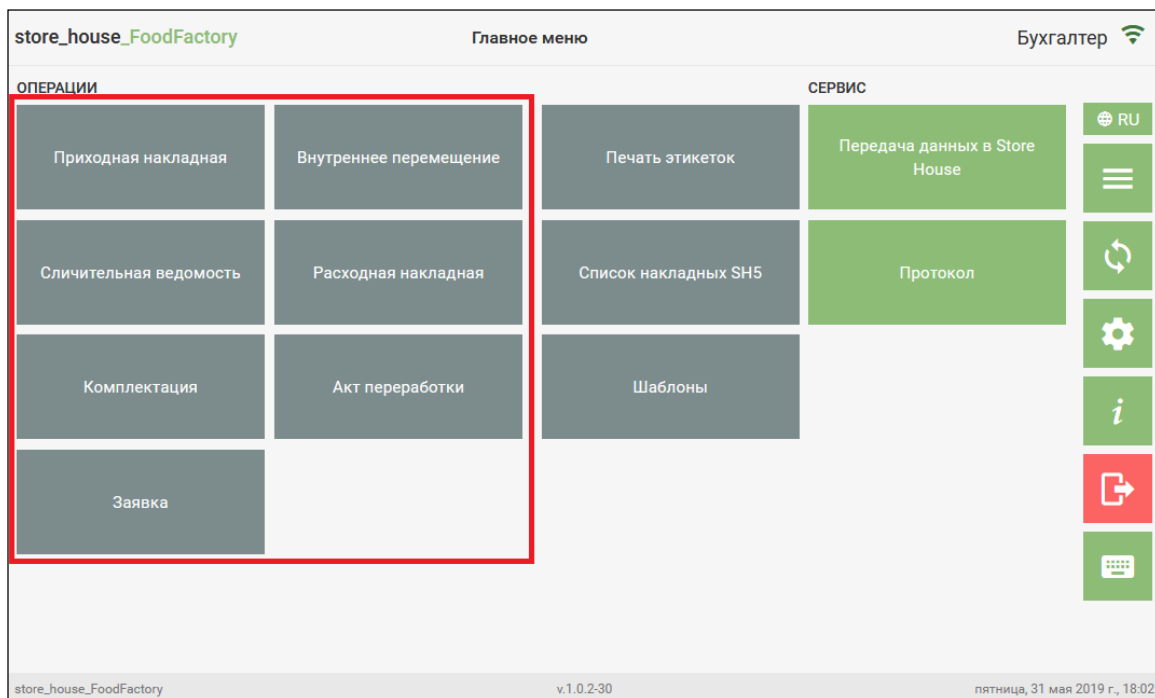 store_house_FoodFactory
Главное меню
Бухгалтер
ОПЕРАЦИИ
СЕРВИС
Приходная накладная
Внутреннее перемещение
Печать этикеток
Передача данных в Store
House
RU
Сличительная ведомость
Расходная накладная
Список накладных SH5
Протокол
Комплектация
Акт переработки
Шаблоны
i
Заявка
store_house_FoodFactory
v.1.0.2-30
пятница, 31 мая 2019 г., 18:02